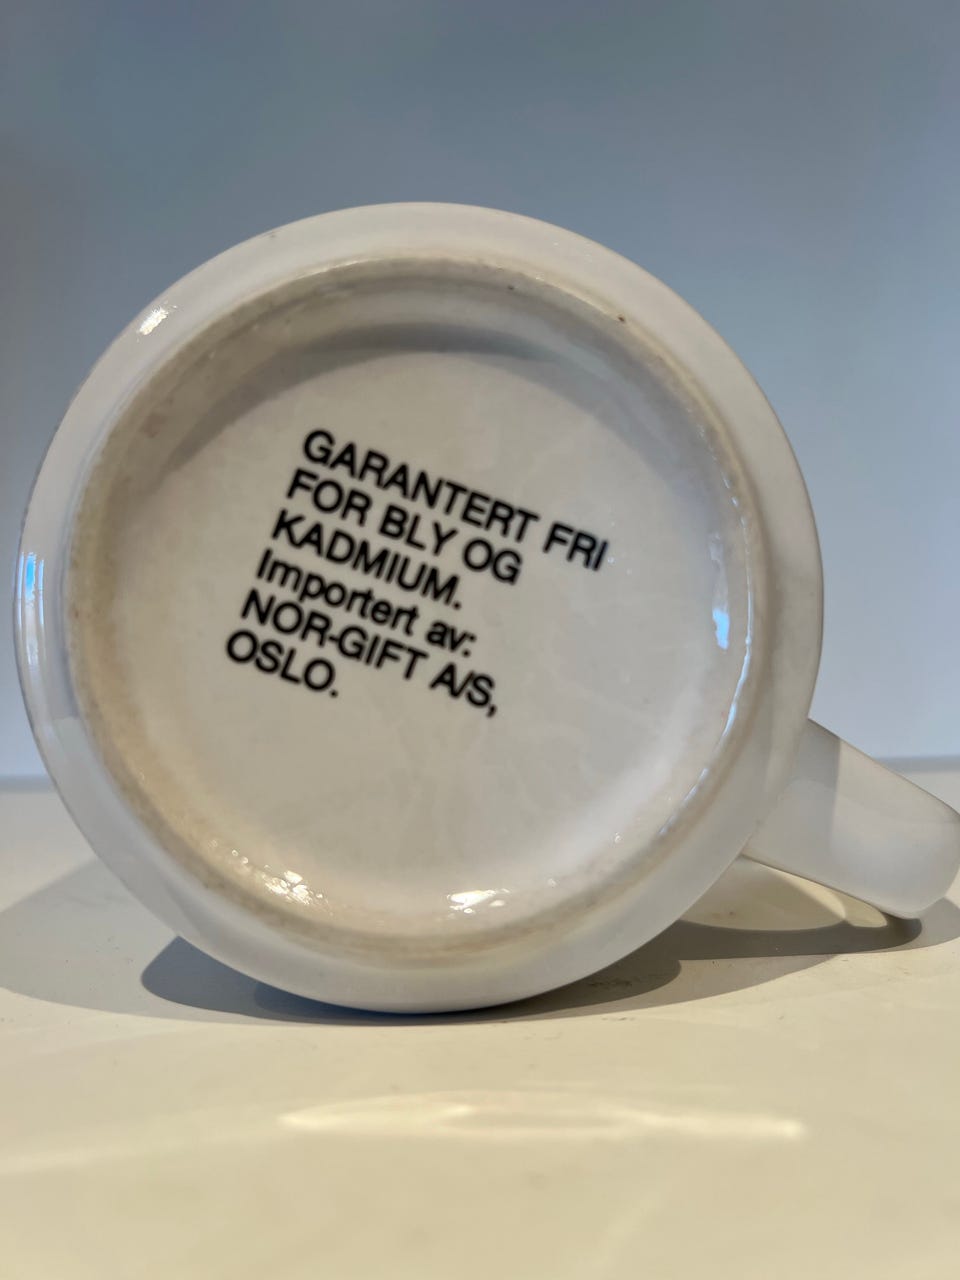 GARANTERT FRI
FOR BLY OG
KADMIUM.
Importert av:
NOR-GIFT A/S,
OSLO.